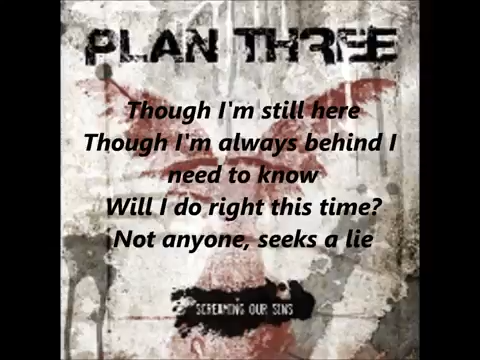 PLAN THREE
Though I'm still here
Though I'm always behind I
need to know
Will I do right this time?
Not anyone, seeks a lie
SCREAMING OUR SINS